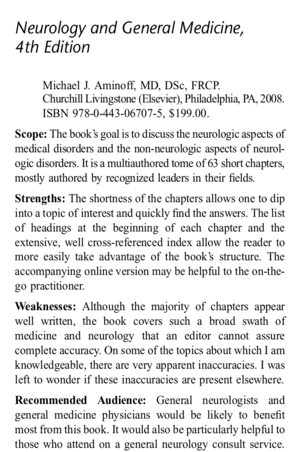 Neurology and General Medicine,
4th Edition
Michael J. Aminoff, MD, DSc, FRCP.
Churchill Livingstone (Elsevier), Philadelphia, PA, 2008.
ISBN 978-0-443-06707-5, $199.00.
Scope: The book's goal is to discuss the neurologic aspects of
medical disorders and the non-neurologic aspects of neurol-
ogic disorders. It is a multiauthored tome of 63 short chapters,
mostly authored by recognized leaders in their fields.
Strengths: The shortness of the chapters allows one to dip
into a topic of interest and quickly find the answers. The list
of headings at the beginning of each chapter and the
extensive, well cross-referenced index allow the reader to
more easily take advantage of the book's structure. The
accompanying online version may be helpful to the on-the-
go practitioner.
Weaknesses: Although the majority of chapters appear
well written, the book covers such a broad swath of
medicine and neurology that an editor cannot assure
complete accuracy. On some of the topics about which I am
knowledgeable, there are very apparent inaccuracies. I was
left to wonder if these inaccuracies are present elsewhere.
Recommended Audience: General neurologists and
general medicine physicians would be likely to benefit
most from this book. It would also be particularly helpful to
those who attend on a general neurology consult service.